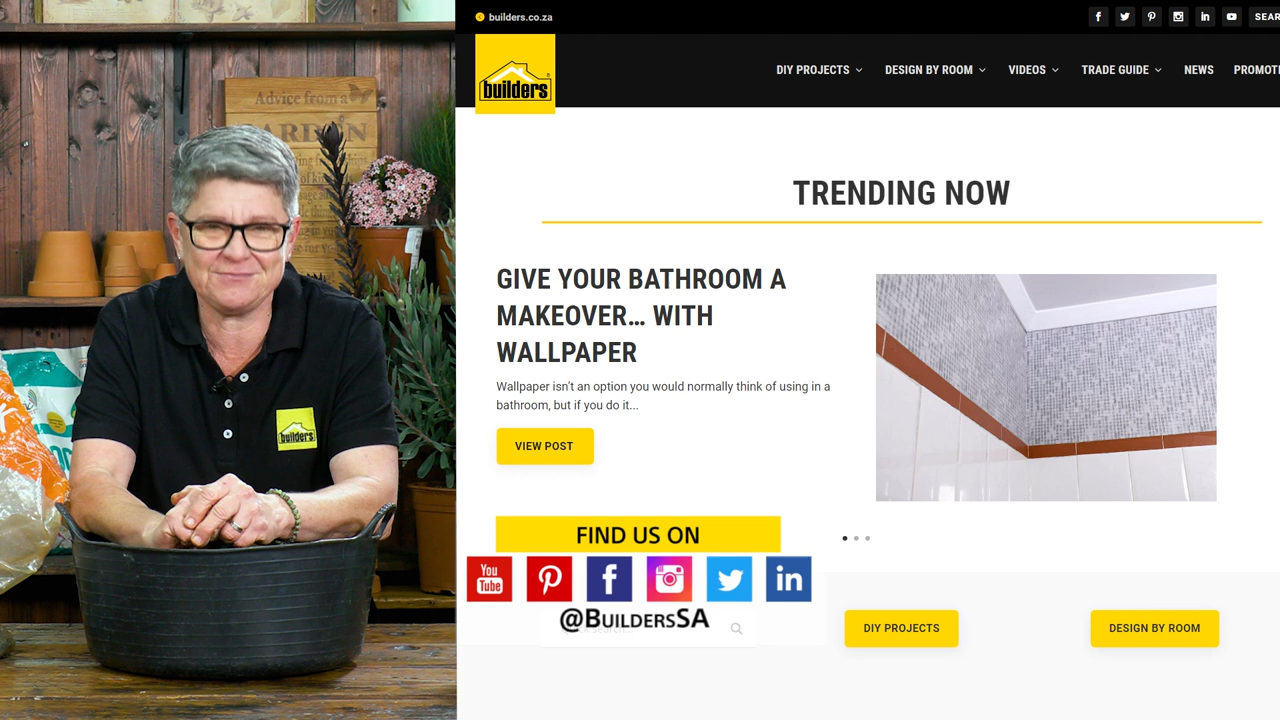 builders.co.za
SEAR
builders
DIY PROJECTS
DESIGN BY ROOM
VIDEOS
TRADE GUIDE
NEWS
PROMOTI
TRENDING NOW
GIVE YOUR BATHROOM A
MAKEOVER... WITH
WALLPAPER
Wallpaper isn't an option you would normally think of using in a
bathroom, but if you do it...
VIEW POST
FIND US ON
You
Tube
@BUILDERSSA
search...
DIY PROJECTS
DESIGN BY ROOM
Advice from a
GARDEN
builders